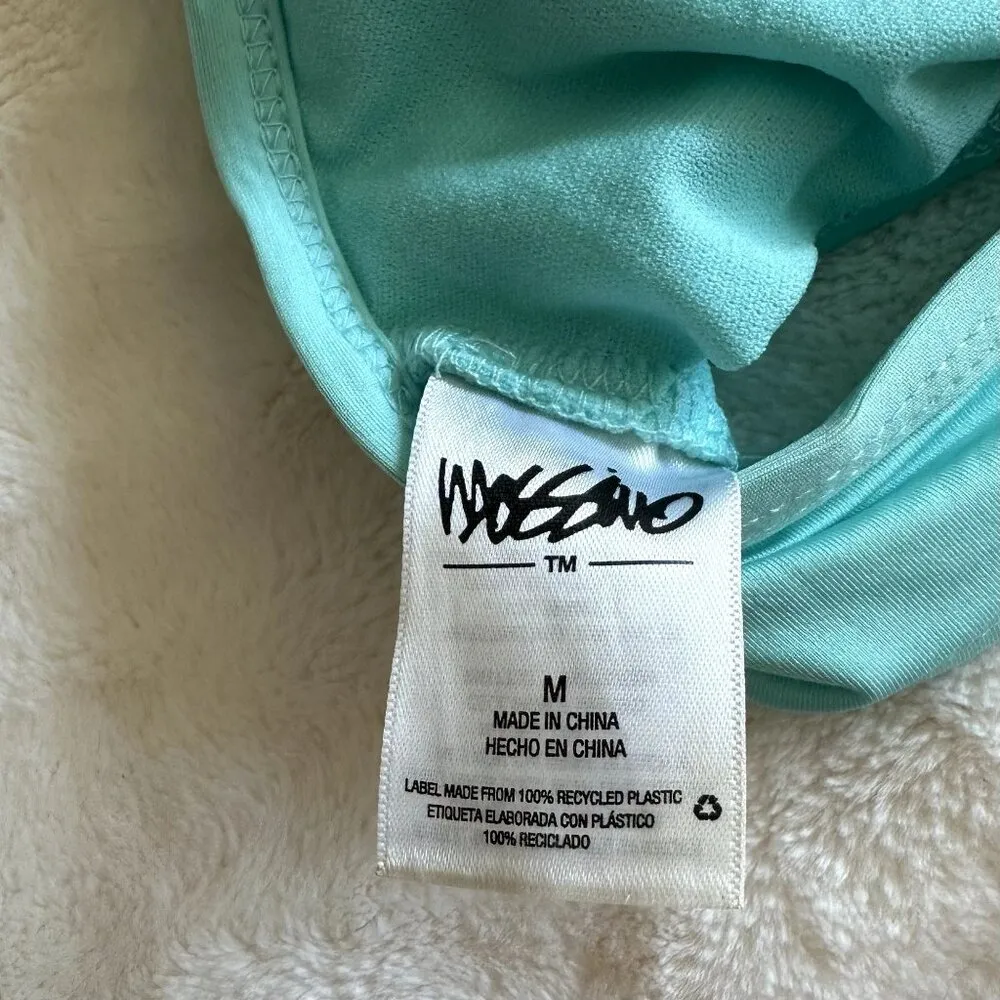 Mossimo
TM
M
MADE IN CHINA
HECHO EN CHINA
LABEL MADE FROM 100% RECYCLED PLASTIC
ETIQUETA ELABORADA CON PLÁSTICO
100% RECICLADO